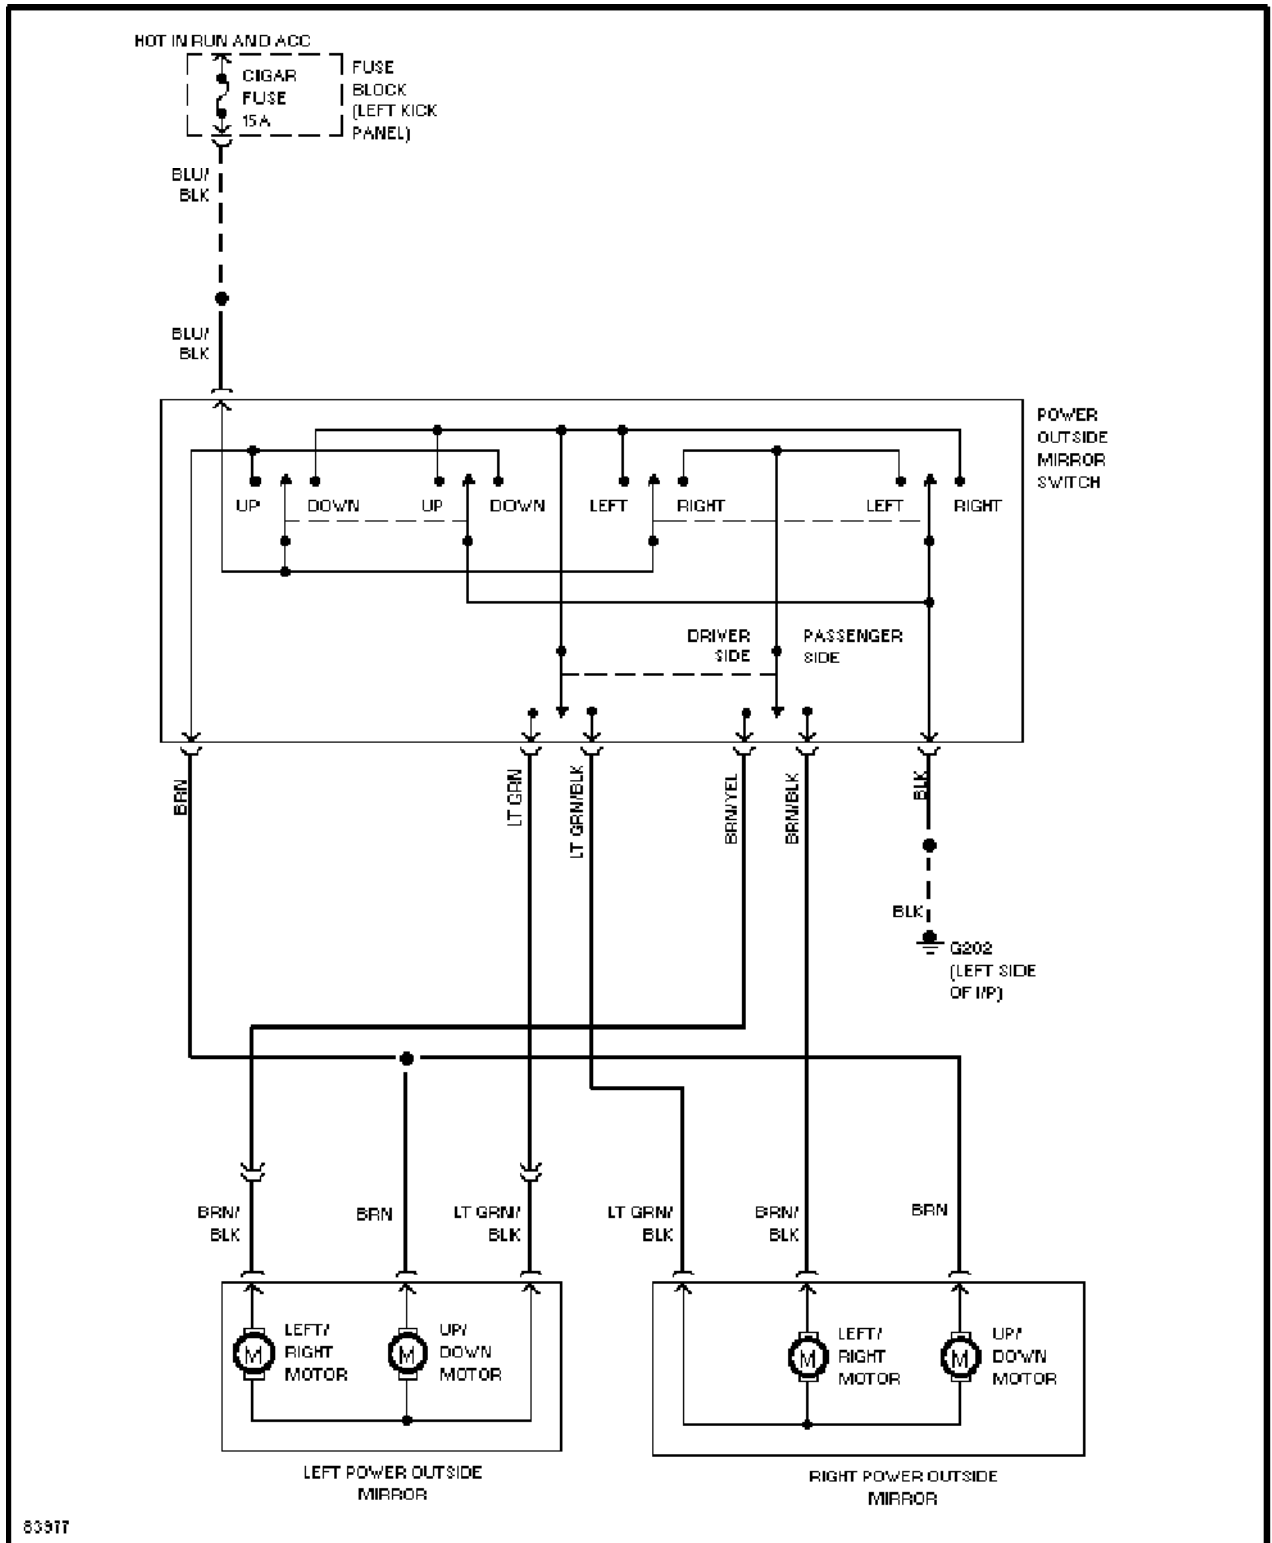 HOT IN RUN AND ACC
CIGAR
FUSE
15A
FUSE
BLOCK
(LEFT KICK
PANEL)
BLU/
BLK
BLU/
BLK
POWER
OUTSIDE
MIRROR
SWITCH
UP DOWN UP DOWN LEFT RIGHT LEFT RIGHT
DRIVER
SIDE
PASSENGER
SIDE
BRN
LT GRN
LT GRN/BLK
BRN/YEL
BRN/BLK
BLK
BLK
G202
(LEFT SIDE
OF I/P)
BRN/
BLK
BRN
LT GRN/
BLK
LT GRN/
BLK
BRN/
BLK
BRN
M
LEFT/
RIGHT
MOTOR
M
UP/
DOWN
MOTOR
M
LEFT/
RIGHT
MOTOR
M
UP/
DOWN
MOTOR
LEFT POWER OUTSIDE
MIRROR
RIGHT POWER OUTSIDE
MIRROR
83977